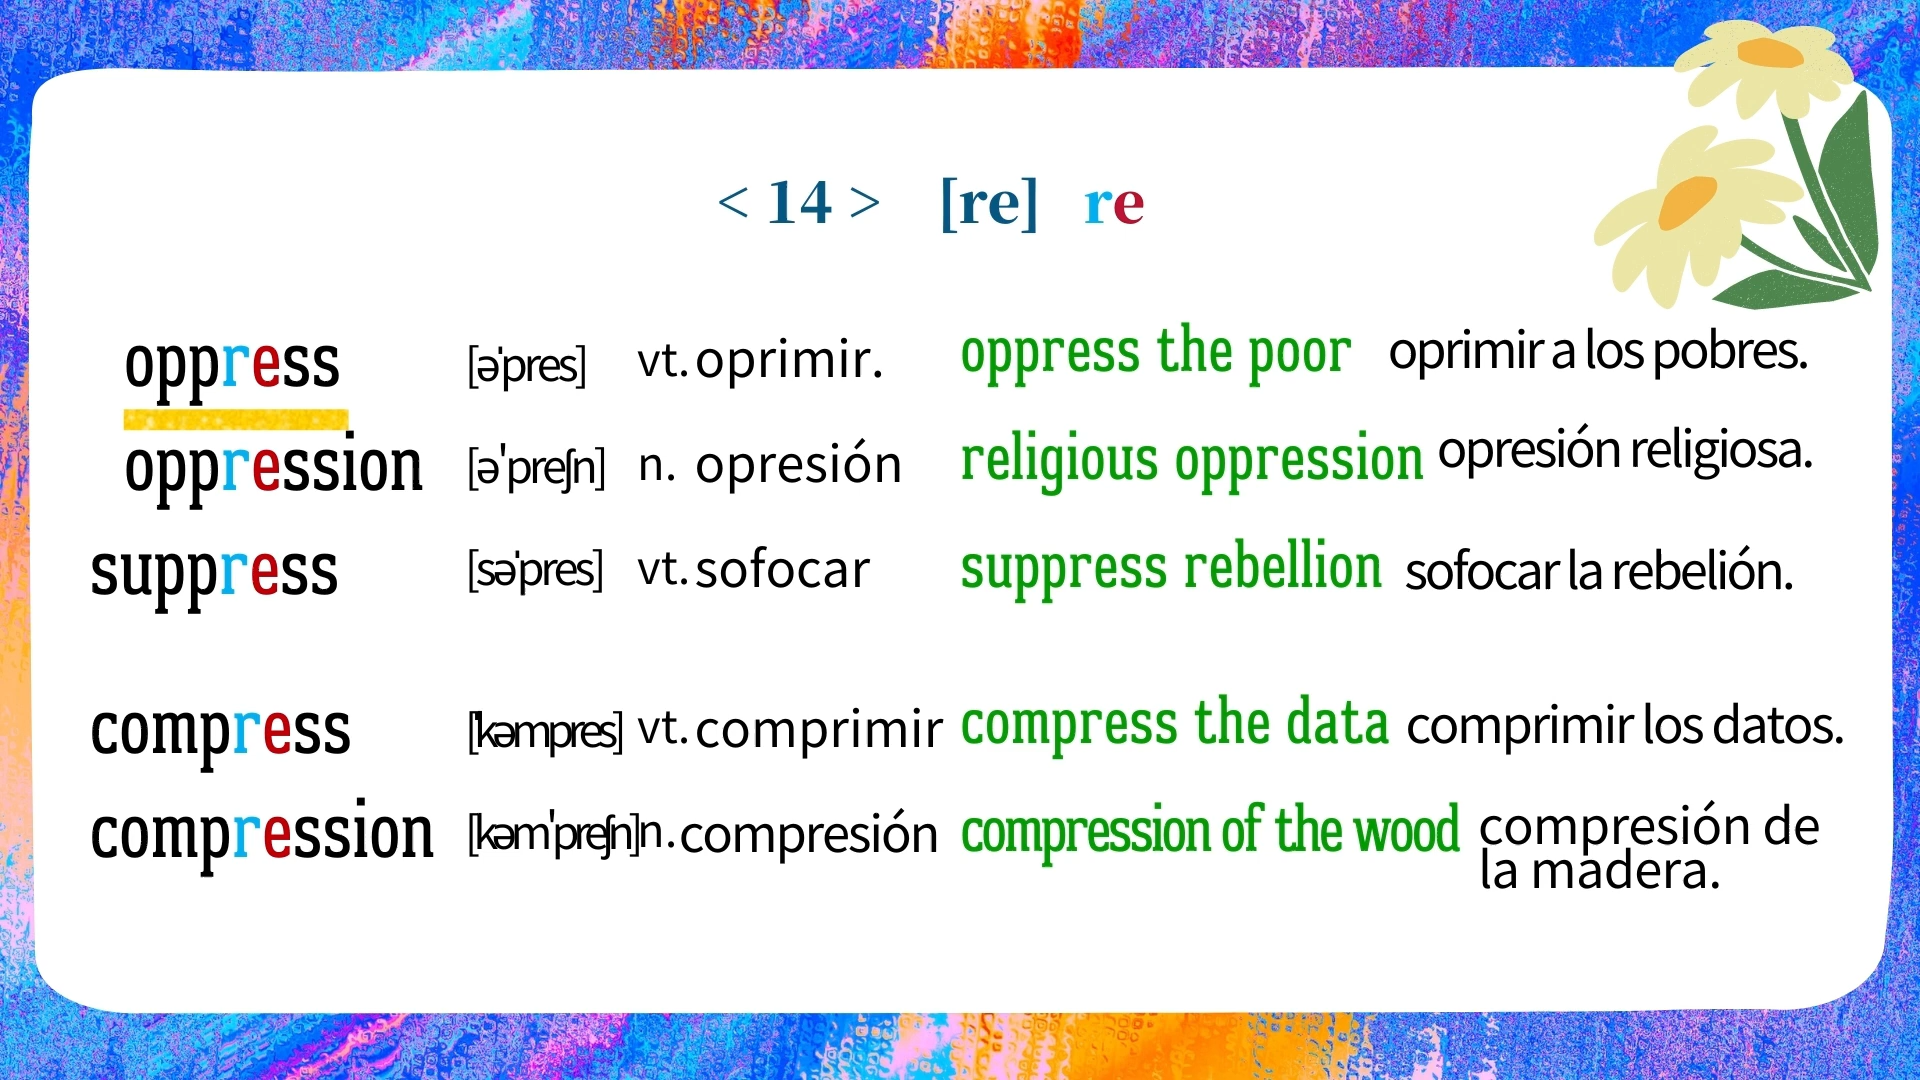 < 14 > [re] re
oppress [ə'pres] vt. oprimir. oppress the poor oprimir a los pobres.
oppression [ə'preʃn] n. opresión religious oppression opresión religiosa.
suppress [sə'pres] vt. sofocar suppress rebellion sofocar la rebelión.
compress ['kəmpres] vt. comprimir compress the data comprimir los datos.
compression [kəm'preʃn] n. compresión compression of the wood compresión de
la madera.